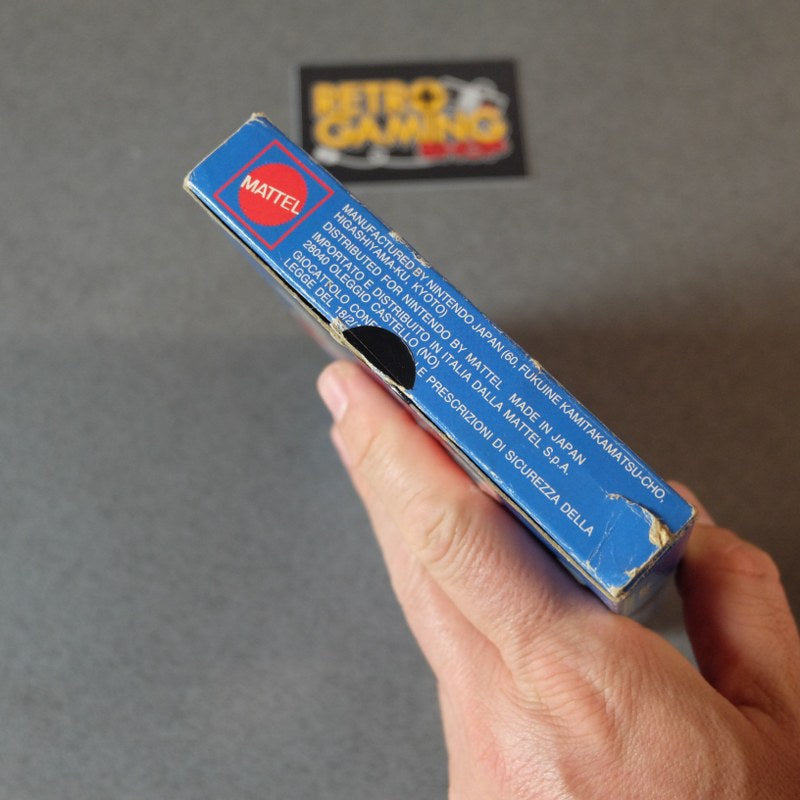 RETRO
GAMING
MATTEL
MANUFACTURED BY NINTENDO JAPAN (60, FUKUINE KAMITAKAMATSU-CHO,
HIGASHIYAMA-KU, KYOTO)
DISTRIBUTED FOR NINTENDO BY MATTEL MADE IN JAPAN
IMPORTATO E DISTRIBUITO IN ITALIA DALLA MATTEL S.p.A.
28040 OLEGGIO CASTELLO (NO)
GIOCATTOLO E PRESCRIZIONI DI SICUREZZA DELLA
LEGGE DEL